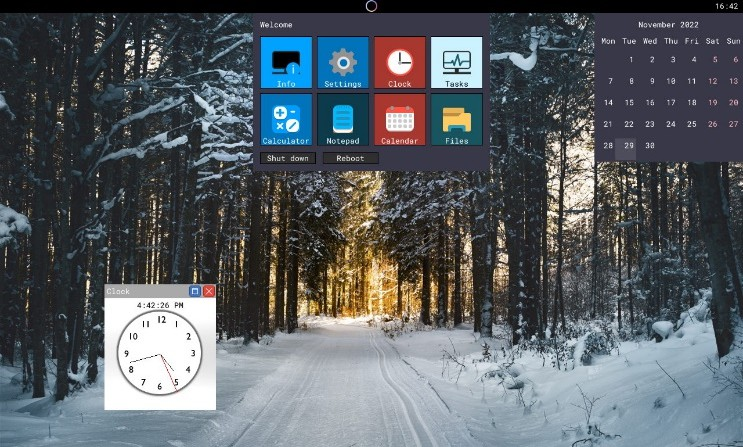 16:42
Welcome
Info Settings Clock Tasks
Calculator Notepad Calendar Files
Shut down Reboot
November 2022
Mon Tue Wed Thu Fri Sat Sun
1 2 3 4 5 6
7 8 9 10 11 12 13
14 15 16 17 18 19 20
21 22 23 24 25 26 27
28 29 30
Clock
4:42:26 PM
12
11 1
10 2
9 3
8 4
7 5
6